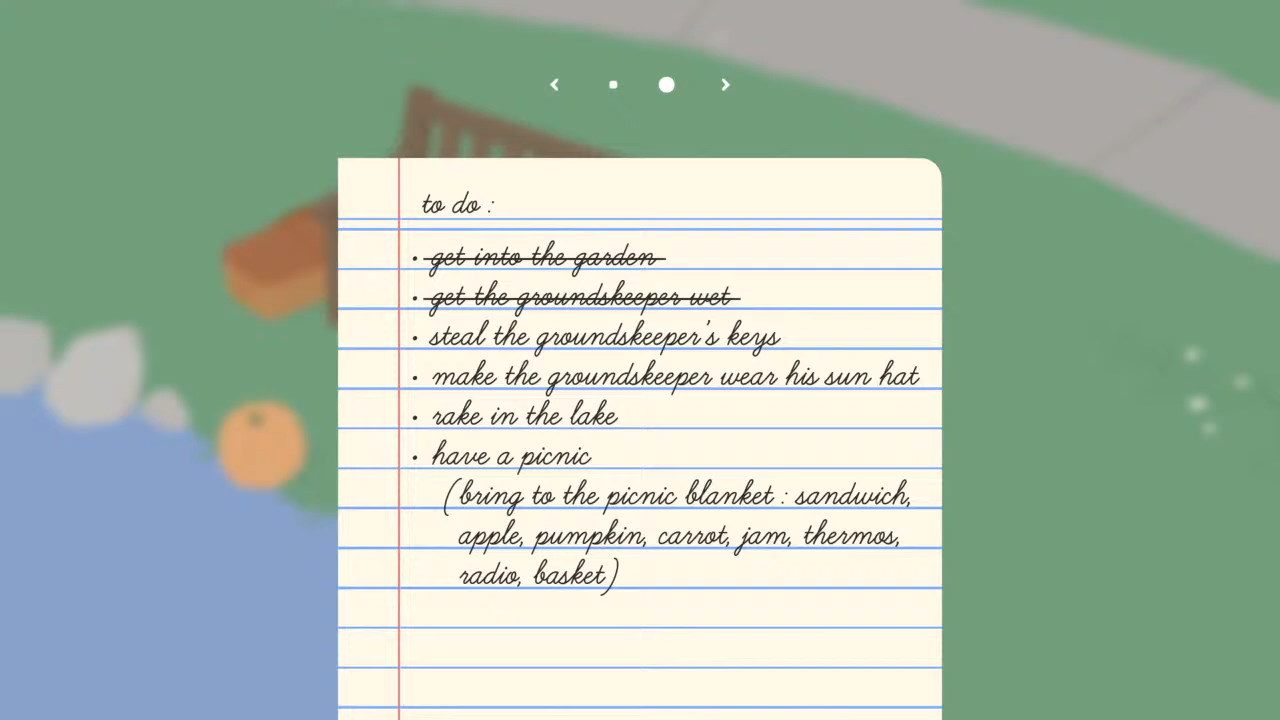 to do :
• get into the garden
• get the groundskeeper wet
• steal the groundskeeper's keys
• make the groundskeeper wear his sun hat
• rake in the lake
• have a picnic
(bring to the picnic blanket : sandwich,
apple, pumpkin, carrot, jam, thermos,
radio, basket)